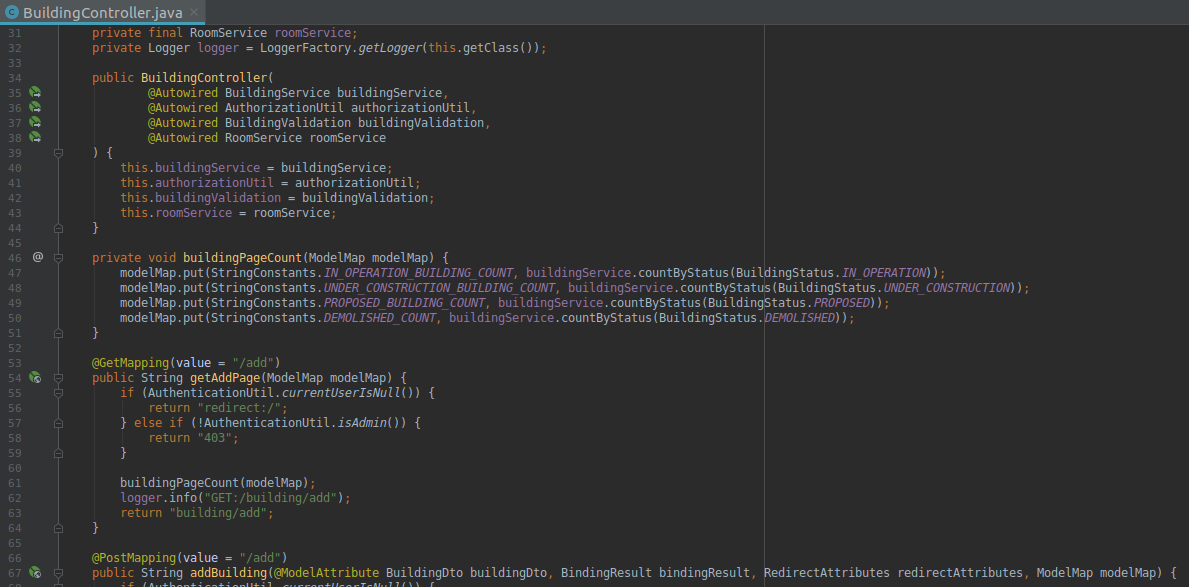 BuildingController.java
31 private final RoomService roomService;
32 private Logger logger = LoggerFactory.getLogger(this.getClass());
33
34 public BuildingController(
35 @Autowired BuildingService buildingService,
36 @Autowired AuthorizationUtil authorizationUtil,
37 @Autowired BuildingValidation buildingValidation,
38 @Autowired RoomService roomService
39 ) {
40 this.buildingService = buildingService;
41 this.authorizationUtil = authorizationUtil;
42 this.buildingValidation = buildingValidation;
43 this.roomService = roomService;
44 }
45
46 @ private void buildingPageCount(ModelMap modelMap) {
47 modelMap.put(StringConstants.IN_OPERATION_BUILDING_COUNT, buildingService.countByStatus(BuildingStatus.IN_OPERATION));
48 modelMap.put(StringConstants.UNDER_CONSTRUCTION_BUILDING_COUNT, buildingService.countByStatus(BuildingStatus.UNDER_CONSTRUCTION));
49 modelMap.put(StringConstants.PROPOSED_BUILDING_COUNT, buildingService.countByStatus(BuildingStatus.PROPOSED));
50 modelMap.put(StringConstants.DEMOLISHED_COUNT, buildingService.countByStatus(BuildingStatus.DEMOLISHED));
51 }
52
53 @GetMapping(value = "/add")
54 public String getAddPage(ModelMap modelMap) {
55 if (AuthenticationUtil.currentUserIsNull()) {
56 return "redirect:/";
57 } else if (!AuthenticationUtil.isAdmin()) {
58 return "403";
59 }
60
61 buildingPageCount(modelMap);
62 logger.info("GET:/building/add");
63 return "building/add";
64 }
65
66 @PostMapping(value = "/add")
67 public String addBuilding(@ModelAttribute BuildingDto buildingDto, BindingResult bindingResult, RedirectAttributes redirectAttributes, ModelMap modelMap) {
68 if (AuthenticationUtil.currentUserIsNull()) {